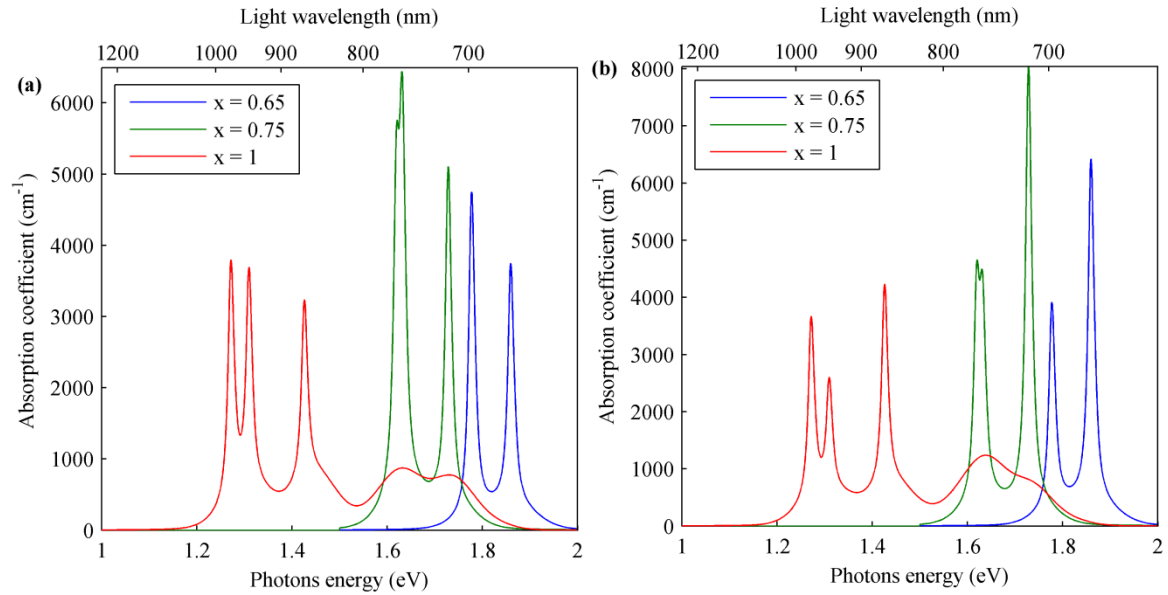 Light wavelength (nm)
1200 1000 900 800 700
(a)
x = 0.65
x = 0.75
x = 1
Absorption coefficient (cm⁻¹)
6000
5000
4000
3000
2000
1000
0
1 1.2 1.4 1.6 1.8 2
Photons energy (eV)
Light wavelength (nm)
1200 1000 900 800 700
(b)
x = 0.65
x = 0.75
x = 1
Absorption coefficient (cm⁻¹)
8000
7000
6000
5000
4000
3000
2000
1000
0
1 1.2 1.4 1.6 1.8 2
Photons energy (eV)